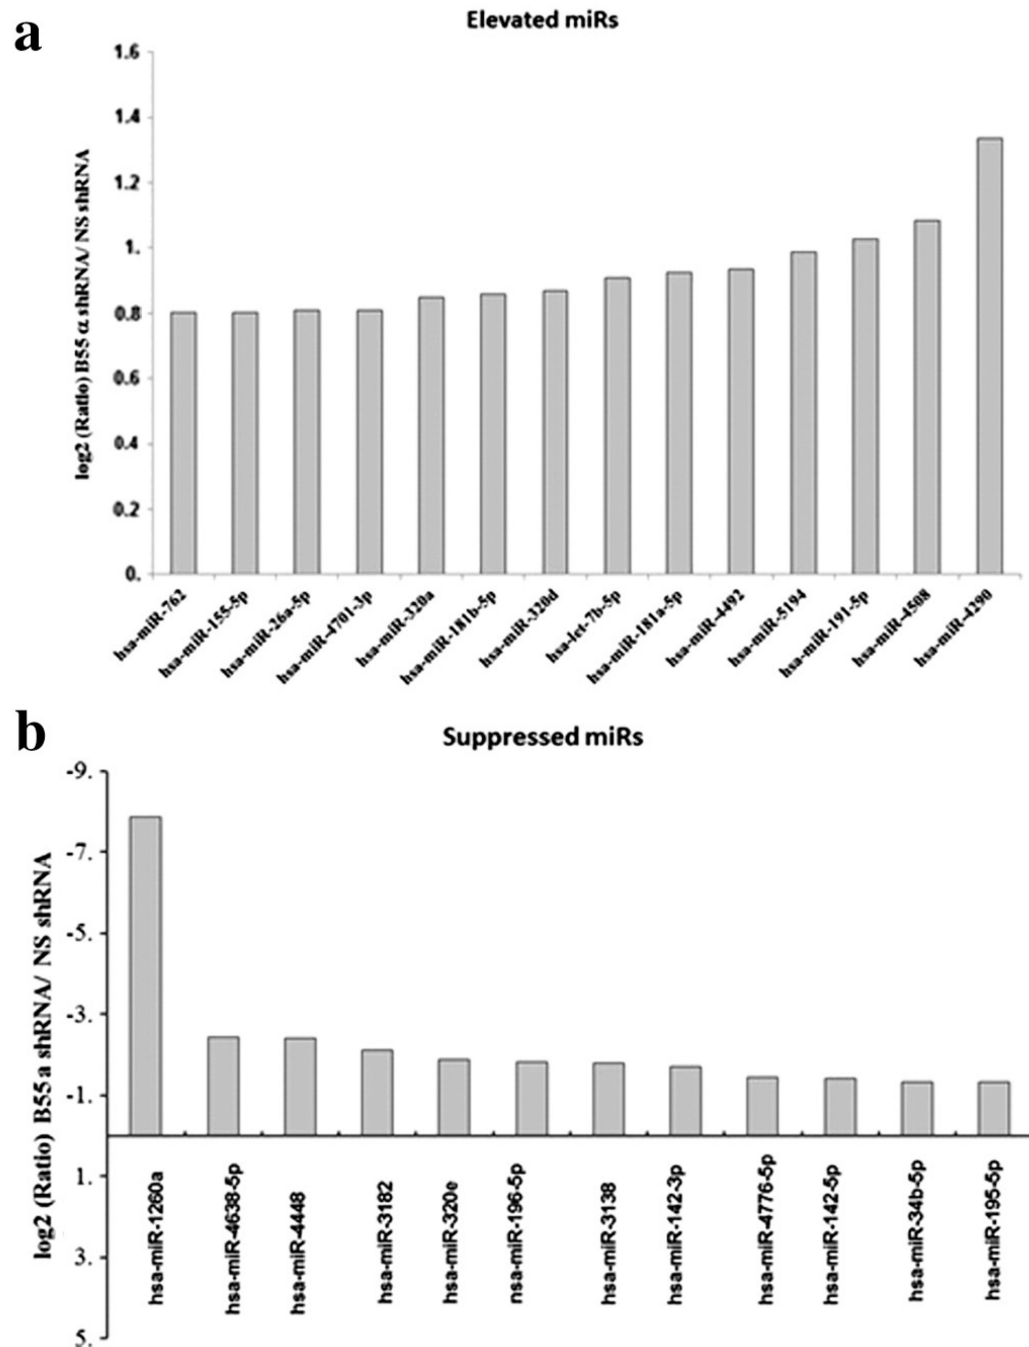 a
Elevated miRs
log2 (Ratio) B55 α shRNA/ NS shRNA
1.6
1.4
1.2
1.
0.8
0.6
0.4
0.2
0.
hsa-miR-762
hsa-miR-155-5p
hsa-miR-26a-5p
hsa-miR-4701-3p
hsa-miR-320a
hsa-miR-181b-5p
hsa-miR-320d
hsa-let-7b-5p
hsa-miR-181a-5p
hsa-miR-4492
hsa-miR-5194
hsa-miR-191-5p
hsa-miR-4508
hsa-miR-4290
b
Suppressed miRs
log2 (Ratio) B55a shRNA/ NS shRNA
-9.
-7.
-5.
-3.
-1.
1.
3.
5.
hsa-miR-1260a
hsa-miR-4638-5p
hsa-miR-4448
hsa-miR-3182
hsa-miR-320e
nsa-miR-196-5p
hsa-miR-3138
hsa-miR-142-3p
hsa-miR-4776-5p
hsa-miR-142-5p
hsa-miR-34b-5p
hsa-miR-195-5p